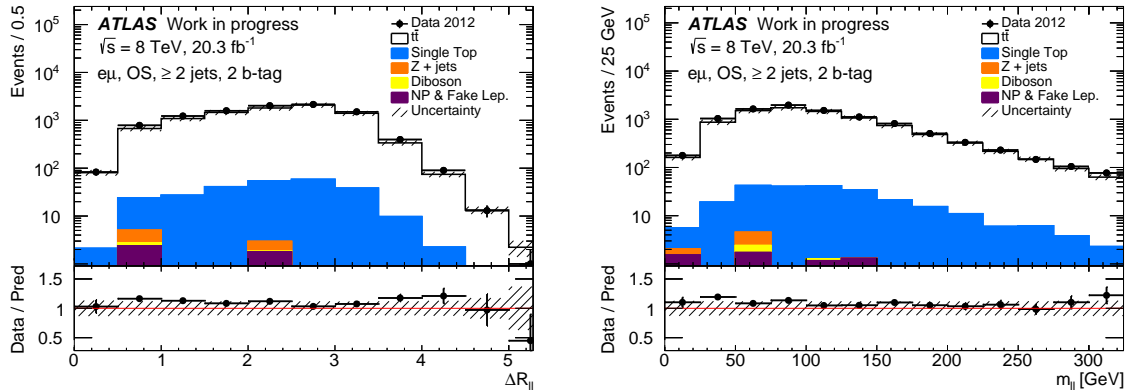 Events / 0.5
10⁵
10⁴
10³
10²
10
ATLAS Work in progress
√s = 8 TeV, 20.3 fb⁻¹
eμ, OS, ≥ 2 jets, 2 b-tag
Data 2012
tt̄
Single Top
Z + jets
Diboson
NP & Fake Lep.
Uncertainty
Data / Pred
1.5
1
0.5
0 1 2 3 4 5
ΔR_ll
Events / 25 GeV
10⁵
10⁴
10³
10²
10
ATLAS Work in progress
√s = 8 TeV, 20.3 fb⁻¹
eμ, OS, ≥ 2 jets, 2 b-tag
Data 2012
tt̄
Single Top
Z + jets
Diboson
NP & Fake Lep.
Uncertainty
Data / Pred
1.5
1
0.5
0 50 100 150 200 250 300
m_ll [GeV]